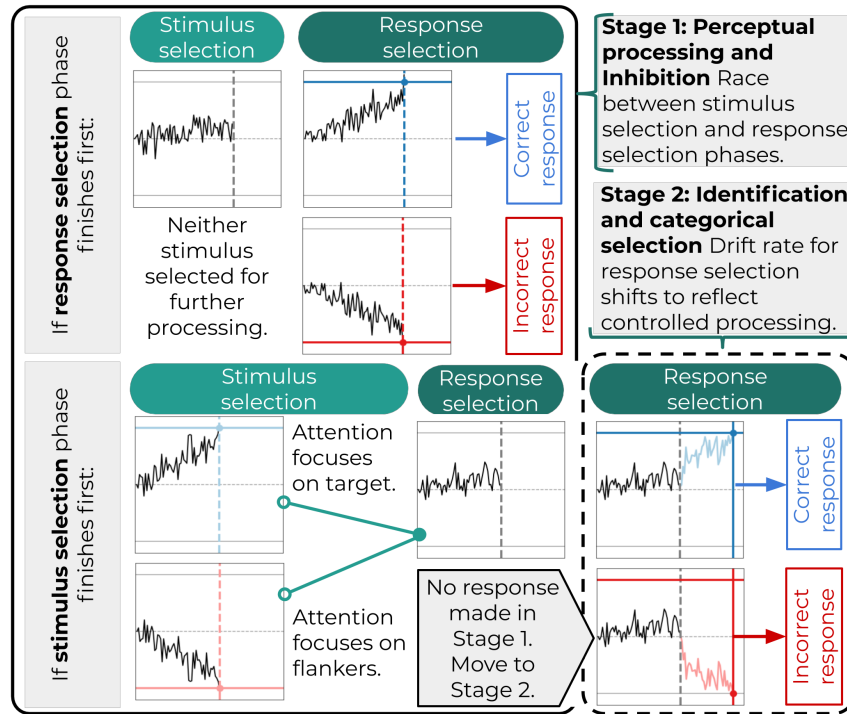 If response selection phase
finishes first:
Stimulus
selection
Response
selection
Neither
stimulus
selected for
further
processing.
Correct
response
Incorrect
response
Stage 1: Perceptual
processing and
Inhibition Race
between stimulus
selection and response
selection phases.
Stage 2: Identification
and categorical
selection Drift rate for
response selection
shifts to reflect
controlled processing.
If stimulus selection phase
finishes first:
Stimulus
selection
Response
selection
Attention
focuses
on target.
Attention
focuses on
flankers.
No response
made in
Stage 1.
Move to
Stage 2.
Response
selection
Correct
response
Incorrect
response